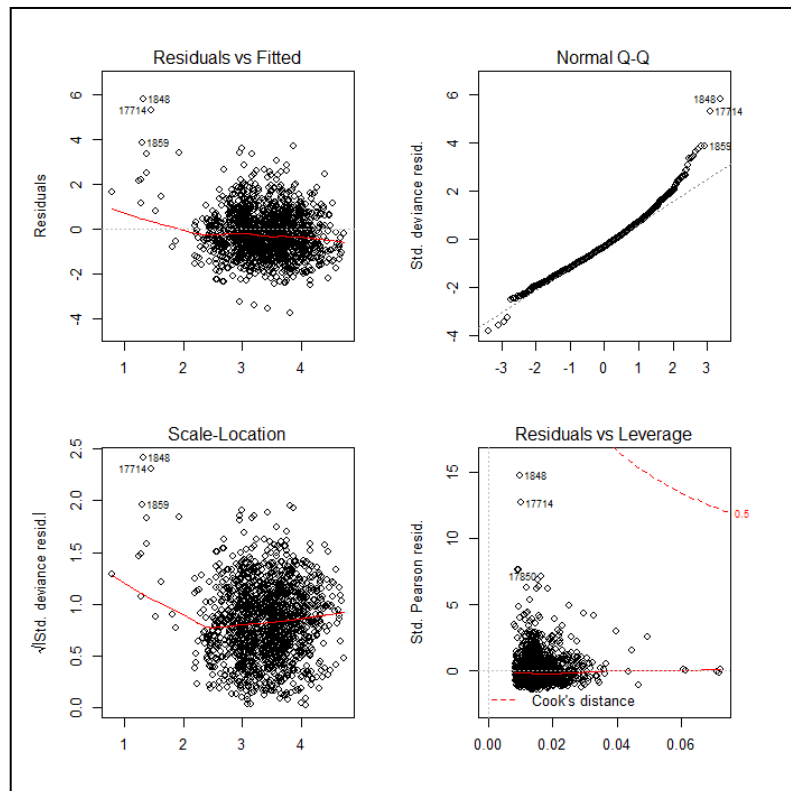 Residuals vs Fitted
Residuals
6
4
2
0
-2
-4
1848
17714
1859
1 2 3 4
Normal Q-Q
Std. deviance resid.
6
4
2
0
-2
-4
1848
17714
1859
-3 -2 -1 0 1 2 3
Scale-Location
√|Std. deviance resid.|
2.5
2.0
1.5
1.0
0.5
0.0
1848
17714
1859
1 2 3 4
Residuals vs Leverage
Std. Pearson resid.
15
10
5
0
1848
17714
17850
0.5
Cook's distance
0.00 0.02 0.04 0.06